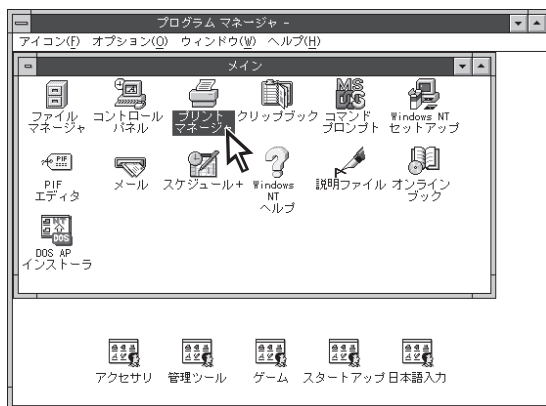 プログラム マネージャ -
アイコン(F) オプション(O) ウィンドウ(W) ヘルプ(H)
メイン
MS
DOS
ファイル
マネージャ
コントロール
パネル
プリント
マネージャ
クリップブック
コマンド
プロンプト
Windows NT
セットアップ
PIF
PIF
エディタ
メール
スケジュール+
Windows
NT
ヘルプ
説明ファイル
オンライン
ブック
NT
DOS
DOS AP
インストーラ
アクセサリ
管理ツール
ゲーム
スタートアップ
日本語入力